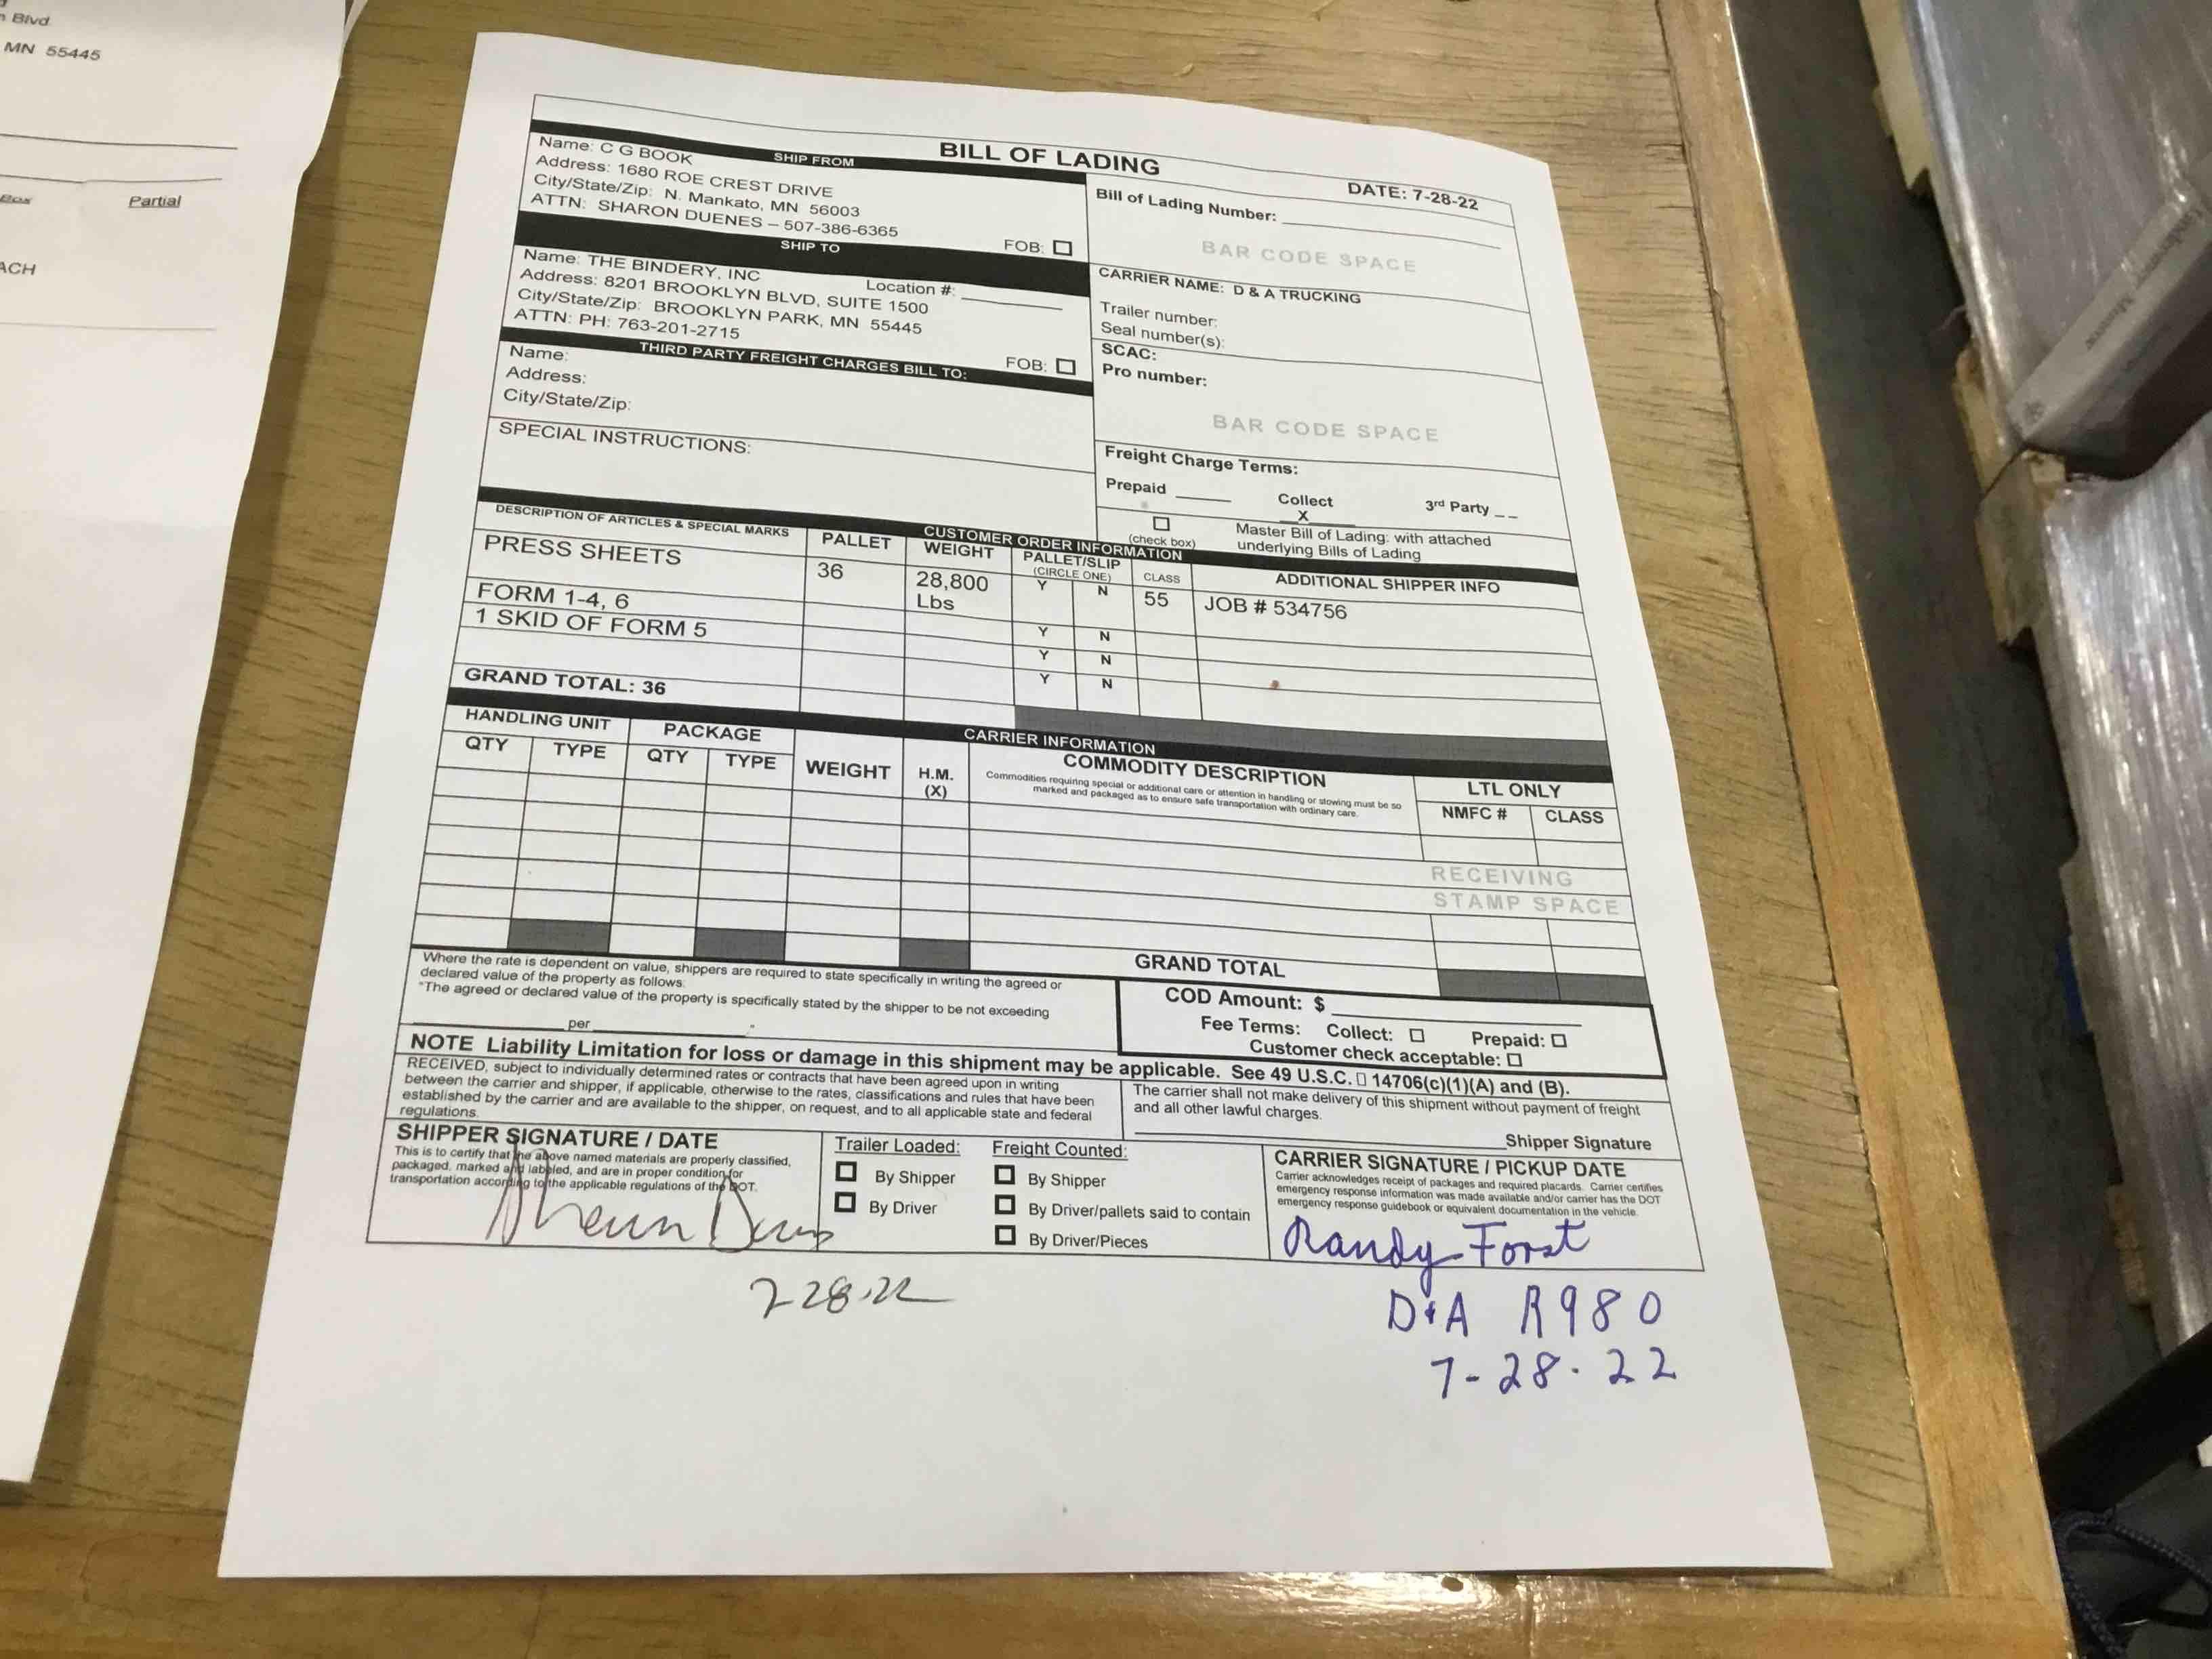 n Blvd
MN 55445
Box Partial
ACH
BILL OF LADING
DATE: 7-28-22
SHIP FROM
Name: C G BOOK
Address: 1680 ROE CREST DRIVE
City/State/Zip: N. Mankato, MN 56003
ATTN: SHARON DUENES – 507-386-6365
FOB:
Bill of Lading Number:
BAR CODE SPACE
SHIP TO
Name: THE BINDERY, INC
Location #:
Address: 8201 BROOKLYN BLVD, SUITE 1500
City/State/Zip: BROOKLYN PARK, MN 55445
ATTN: PH: 763-201-2715
FOB:
CARRIER NAME: D & A TRUCKING
Trailer number:
Seal number(s):
THIRD PARTY FREIGHT CHARGES BILL TO:
Name:
Address:
City/State/Zip:
SCAC:
Pro number:
BAR CODE SPACE
SPECIAL INSTRUCTIONS:
Freight Charge Terms:
Prepaid Collect X 3rd Party
(check box)
Master Bill of Lading: with attached
underlying Bills of Lading
CUSTOMER ORDER INFORMATION
DESCRIPTION OF ARTICLES & SPECIAL MARKS PALLET WEIGHT PALLET/SLIP (CIRCLE ONE) CLASS ADDITIONAL SHIPPER INFO
PRESS SHEETS 36 28,800 Lbs Y N 55 JOB # 534756
FORM 1-4, 6 Y N
1 SKID OF FORM 5 Y N
Y N
GRAND TOTAL: 36
CARRIER INFORMATION
HANDLING UNIT PACKAGE
QTY TYPE QTY TYPE WEIGHT H.M. (X)
COMMODITY DESCRIPTION
Commodities requiring special or additional care or attention in handling or stowing must be so
marked and packaged as to ensure safe transportation with ordinary care.
LTL ONLY
NMFC # CLASS
RECEIVING
STAMP SPACE
GRAND TOTAL
Where the rate is dependent on value, shippers are required to state specifically in writing the agreed or
declared value of the property as follows:
"The agreed or declared value of the property is specifically stated by the shipper to be not exceeding
per ."
COD Amount: $
Fee Terms: Collect: Prepaid:
Customer check acceptable:
NOTE Liability Limitation for loss or damage in this shipment may be applicable. See 49 U.S.C. 14706(c)(1)(A) and (B).
RECEIVED, subject to individually determined rates or contracts that have been agreed upon in writing
between the carrier and shipper, if applicable, otherwise to the rates, classifications and rules that have been
established by the carrier and are available to the shipper, on request, and to all applicable state and federal
regulations.
The carrier shall not make delivery of this shipment without payment of freight
and all other lawful charges.
Shipper Signature
SHIPPER SIGNATURE / DATE
This is to certify that the above named materials are properly classified,
packaged, marked and labeled, and are in proper condition for
transportation according to the applicable regulations of the DOT.
Trailer Loaded:
By Shipper
By Driver
Freight Counted:
By Shipper
By Driver/pallets said to contain
By Driver/Pieces
CARRIER SIGNATURE / PICKUP DATE
Carrier acknowledges receipt of packages and required placards. Carrier certifies
emergency response information was made available and/or carrier has the DOT
emergency response guidebook or equivalent documentation in the vehicle.
Randy Forst
7-28-22
D&A R980
7-28-22